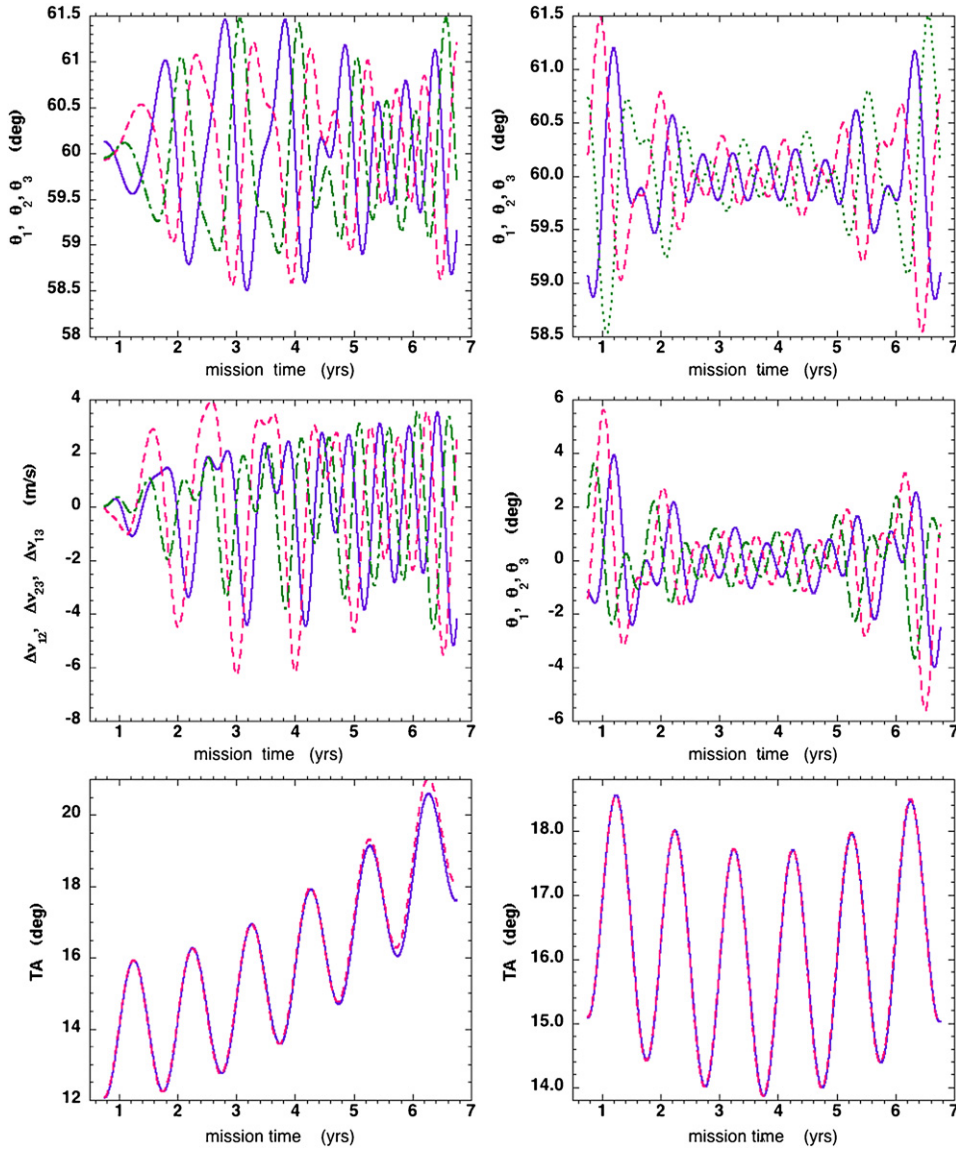 61.5
61
60.5
60
59.5
59
58.5
58
θ1, θ2, θ3 (deg)
1 2 3 4 5 6 7
mission time (yrs)
61.5
61.0
60.5
60.0
59.5
59.0
58.5
θ1, θ2, θ3 (deg)
1 2 3 4 5 6 7
mission time (yrs)
4
2
0
-2
-4
-6
-8
Δv12, Δv23, Δv13 (m/s)
1 2 3 4 5 6 7
mission time (yrs)
6
4
2
0
-2
-4
-6
θ1, θ2, θ3 (deg)
1 2 3 4 5 6 7
mission time (yrs)
20
18
16
14
12
TA (deg)
1 2 3 4 5 6 7
mission time (yrs)
18.0
17.0
16.0
15.0
14.0
TA (deg)
1 2 3 4 5 6 7
mission time (yrs)